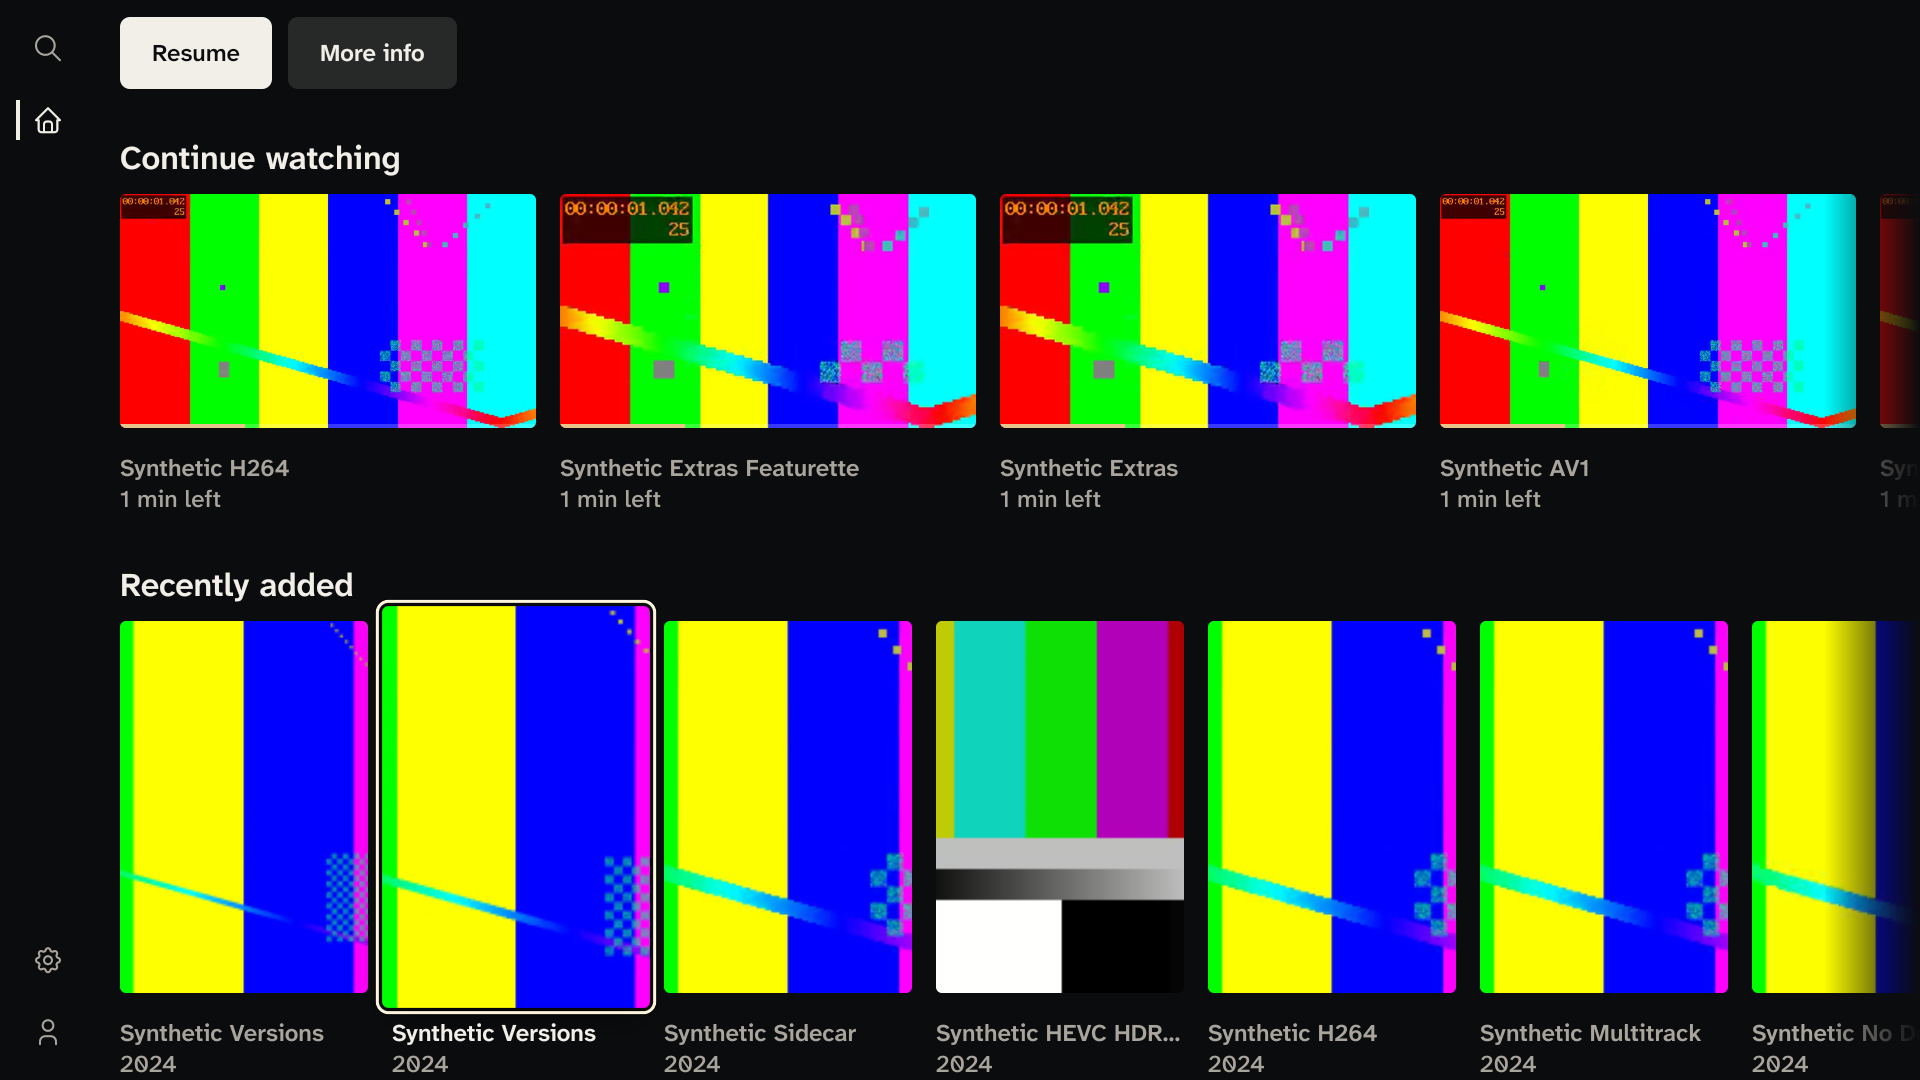 Resume
More info
Continue watching
00:00:01.042
25
00:00:01.042
25
00:00:01.042
25
00:00:01.042
25
Synthetic H264
1 min left
Synthetic Extras Featurette
1 min left
Synthetic Extras
1 min left
Synthetic AV1
1 min left
Recently added
Synthetic Versions
2024
Synthetic Versions
2024
Synthetic Sidecar
2024
Synthetic HEVC HDR...
2024
Synthetic H264
2024
Synthetic Multitrack
2024
Synthetic No D
2024